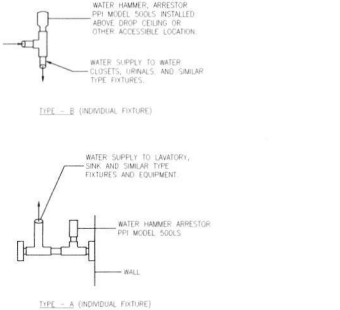 WATER HAMMER, ARRESTOR
PPI MODEL 500LS INSTALLED
ABOVE DROP CEILING OR
OTHER ACCESSIBLE LOCATION.
WATER SUPPLY TO WATER
CLOSETS, URINALS, AND SIMILAR
TYPE FIXTURES.
TYPE - B (INDIVIDUAL FIXTURE)
WATER SUPPLY TO LAVATORY,
SINK AND SIMILAR TYPE
FIXTURES AND EQUIPMENT.
WATER HAMMER ARRESTOR
PPI MODEL 500LS.
WALL
TYPE - A (INDIVIDUAL FIXTURE)